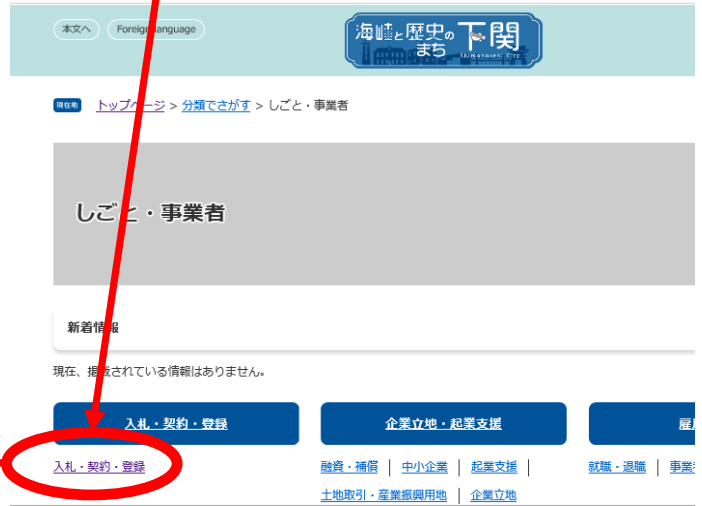 本文へ Foreign language
海峡と歴史のまち 下関
Shimonoseki City
現在地 トップページ > 分類でさがす > しごと・事業者
しごと・事業者
新着情報
現在、掲載されている情報はありません。
入札・契約・登録 企業立地・起業支援
入札・契約・登録 融資・補償 中小企業 起業支援 就職・退職
土地取引・産業振興用地 企業立地